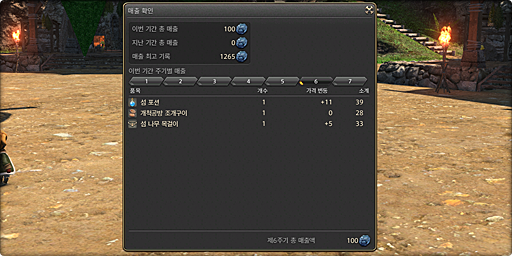 매출 확인
이번 기간 총 매출 100
지난 기간 총 매출 0
매출 최고 기록 1265
이번 기간 주기별 매출
1 2 3 4 5 6 7
품목 개수 가격 변동 소계
섬 포션 1 +11 39
개척공방 조개구이 1 0 28
섬 나무 목걸이 1 +5 33
제6주기 총 매출액 100